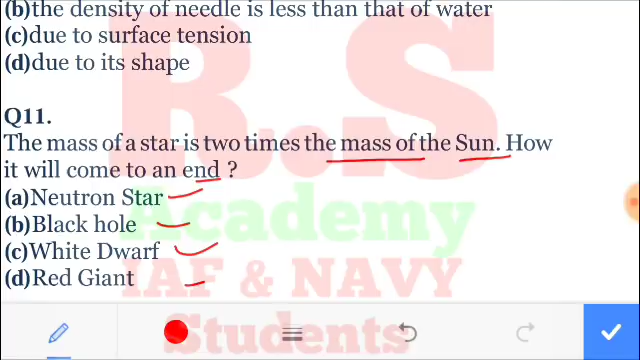 (b)the density of needle is less than that of water
(c)due to surface tension
(d)due to its shape
R.S
Q11.
The mass of a star is two times the mass of the Sun. How
it will come to an end ?
(a)Neutron Star
Academy
(b)Black hole
(c)White Dwarf
IAF & NAVY
(d)Red Giant
Students